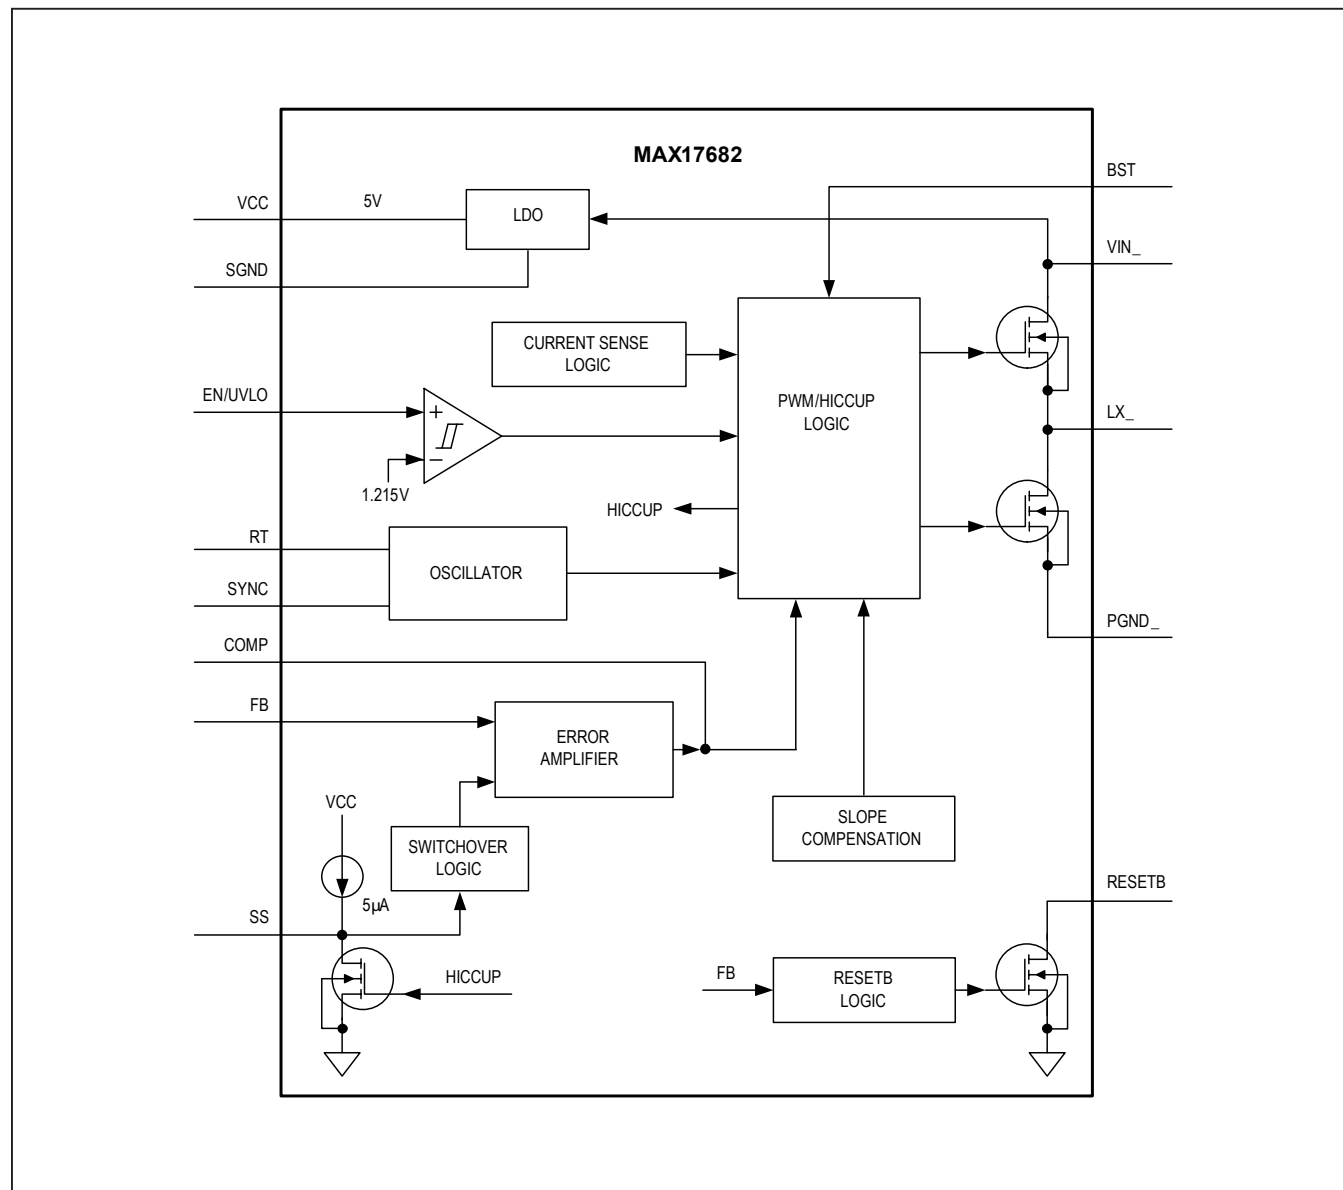 MAX17682
BST
VCC
5V
LDO
VIN_
SGND
CURRENT SENSE
LOGIC
EN/UVLO
+
PWM/HICCUP
LOGIC
LX_
−
1.215V
HICCUP
RT
OSCILLATOR
SYNC
PGND_
COMP
FB
ERROR
AMPLIFIER
VCC
SLOPE
COMPENSATION
SWITCHOVER
LOGIC
RESETB
5µA
SS
HICCUP
FB
RESETB
LOGIC